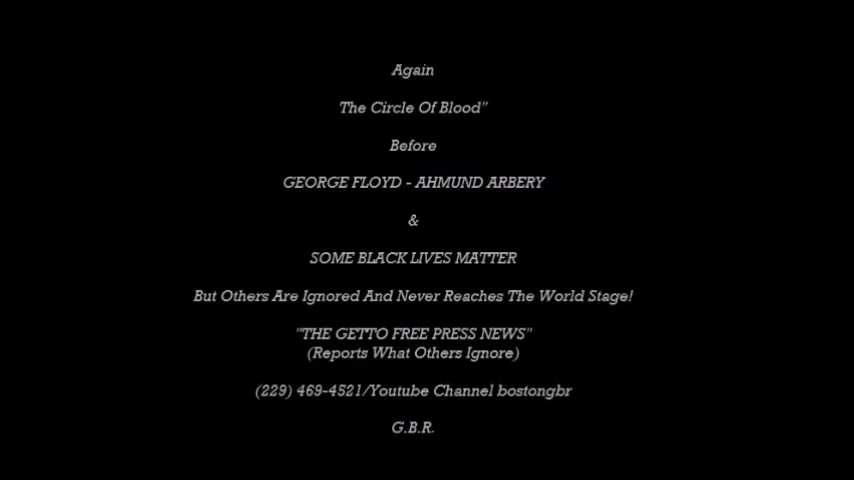 Again
The Circle Of Blood"
Before
GEORGE FLOYD - AHMUND ARBERY
&
SOME BLACK LIVES MATTER
But Others Are Ignored And Never Reaches The World Stage!
"THE GETTO FREE PRESS NEWS"
(Reports What Others Ignore)
(229) 469-4521/Youtube Channel bostongbr
G.B.R.